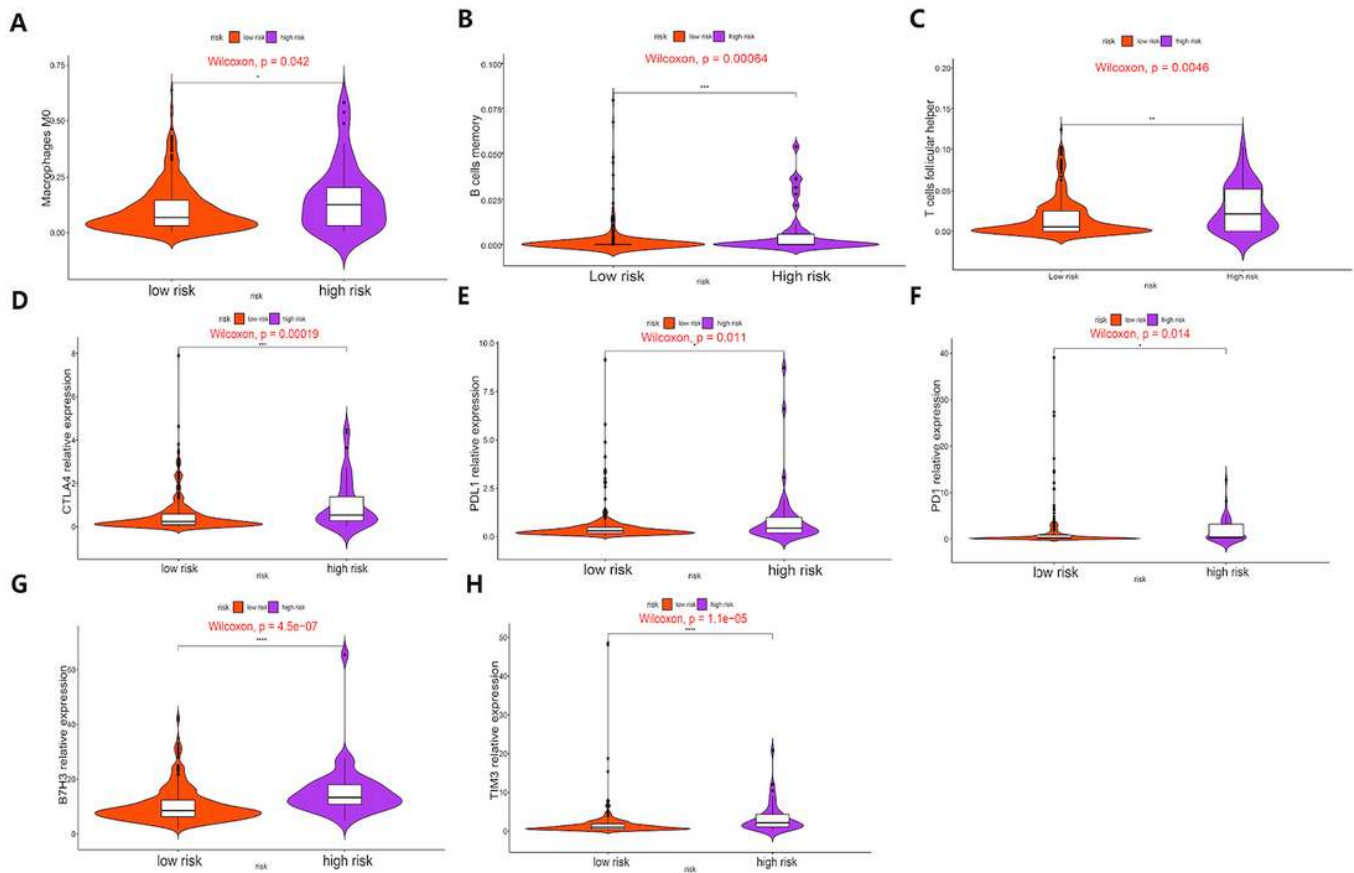 A
risk low risk high risk
Wilcoxon, p = 0.042
*
Macrophages M0
0.75
0.50
0.25
0.00
low risk high risk
risk
B
risk low risk high risk
Wilcoxon, p = 0.00064
***
B cells memory
0.100
0.075
0.050
0.025
0.000
Low risk High risk
risk
C
risk low risk high risk
Wilcoxon, p = 0.0046
**
T cells follicular helper
0.20
0.15
0.10
0.05
0.00
Low risk High risk
risk
D
risk low risk high risk
Wilcoxon, p = 0.00019
***
CTLA4 relative expression
8
6
4
2
0
low risk high risk
risk
E
risk low risk high risk
Wilcoxon, p = 0.011
*
PDL1 relative expression
10.0
7.5
5.0
2.5
0.0
low risk high risk
risk
F
risk low risk high risk
Wilcoxon, p = 0.014
*
PD1 relative expression
40
30
20
10
0
low risk high risk
risk
G
risk low risk high risk
Wilcoxon, p = 4.5e−07
****
B7H3 relative expression
60
40
20
0
low risk high risk
risk
H
risk low risk high risk
Wilcoxon, p = 1.1e−05
****
TIM3 relative expression
50
40
30
20
10
0
low risk high risk
risk